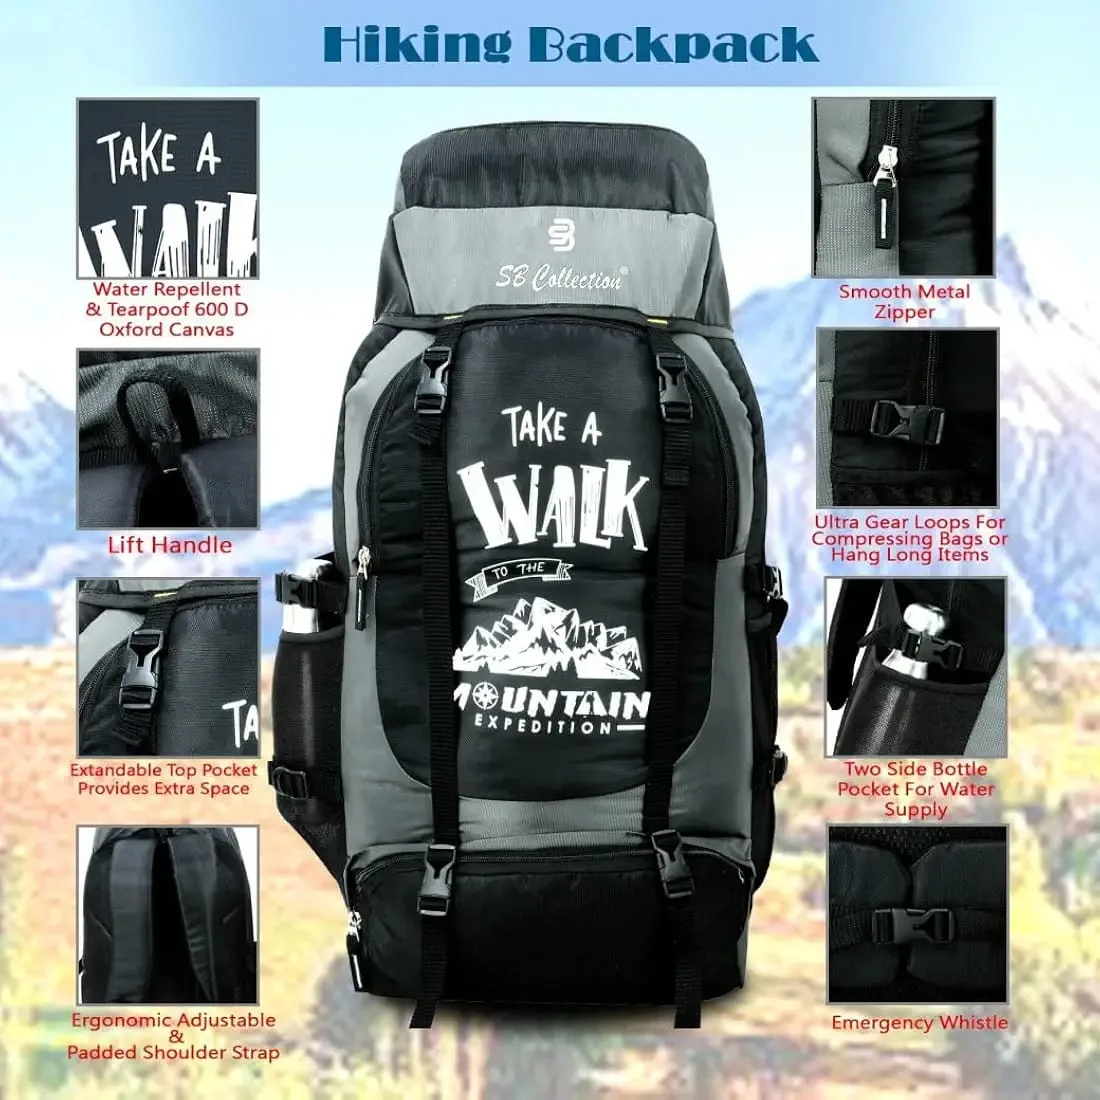 Hiking Backpack
TAKE A
WALK
Water Repellent
& Tearpoof 600 D
Oxford Canvas
Lift Handle
TA
Extandable Top Pocket
Provides Extra Space
Ergonomic Adjustable
&
Padded Shoulder Strap
SB Collection®
TAKE A
WALK
TO THE
MOUNTAIN
EXPEDITION
Smooth Metal
Zipper
Ultra Gear Loops For
Compressing Bags or
Hang Long Items
Two Side Bottle
Pocket For Water
Supply
Emergency Whistle